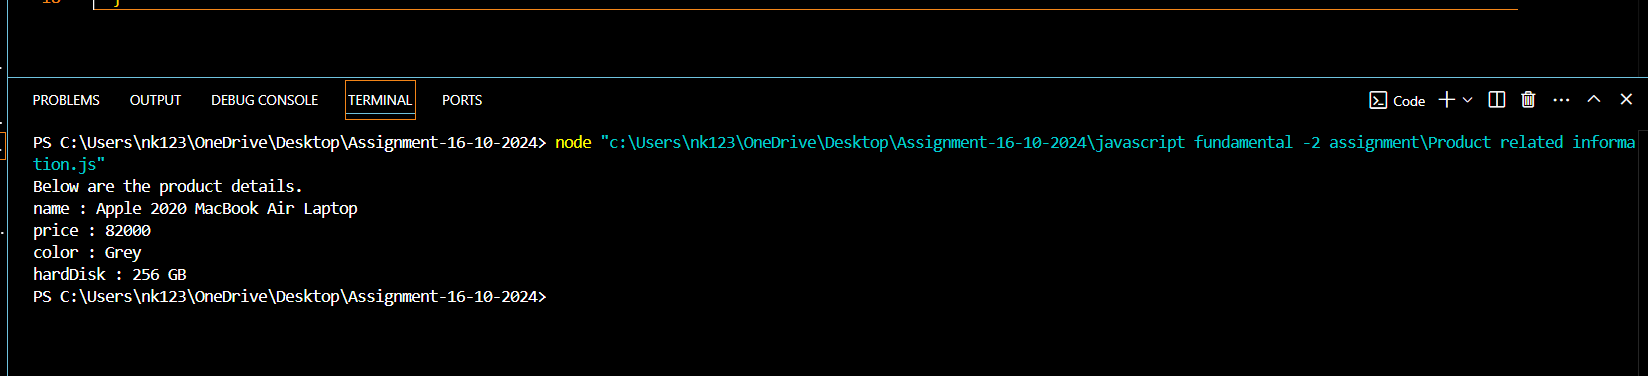 PROBLEMS OUTPUT DEBUG CONSOLE TERMINAL PORTS Code
PS C:\Users\nk123\OneDrive\Desktop\Assignment-16-10-2024> node "c:\Users\nk123\OneDrive\Desktop\Assignment-16-10-2024\javascript fundamental -2 assignment\Product related informa
tion.js"
Below are the product details.
name : Apple 2020 MacBook Air Laptop
price : 82000
color : Grey
hardDisk : 256 GB
PS C:\Users\nk123\OneDrive\Desktop\Assignment-16-10-2024>